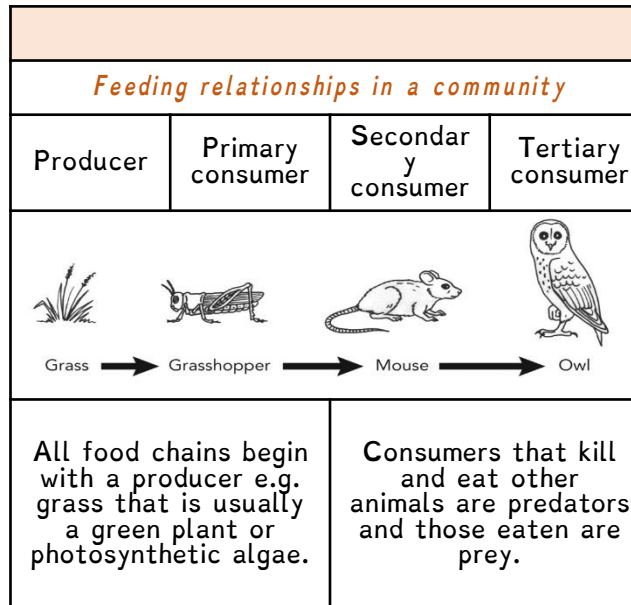 Feeding relationships in a community
Producer
Primary
consumer
Secondar
y
consumer
Tertiary
consumer
Grass
Grasshopper
Mouse
Owl
All food chains begin
with a producer e.g.
grass that is usually
a green plant or
photosynthetic algae.
Consumers that kill
and eat other
animals are predators
and those eaten are
prey.